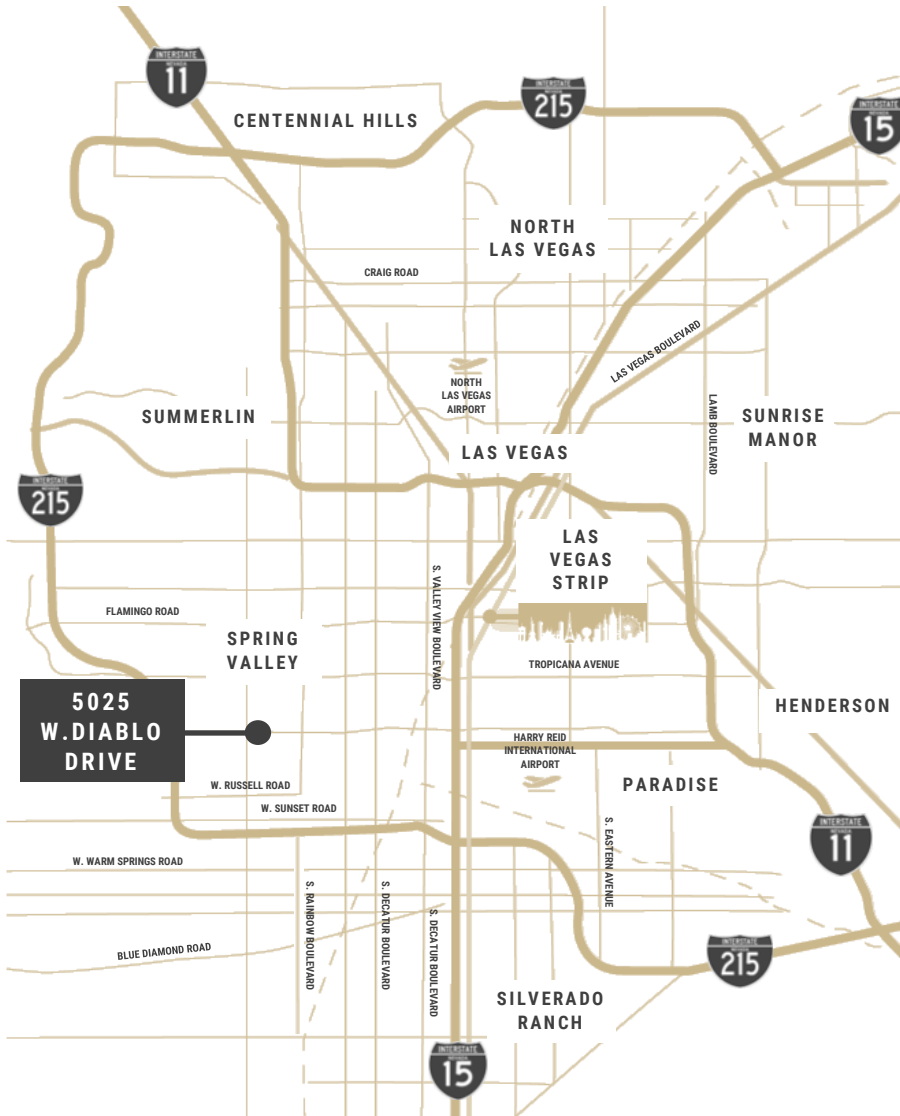 INTERSTATE
NEVADA
11
INTERSTATE
215
INTERSTATE
15
CENTENNIAL HILLS
NORTH
LAS VEGAS
CRAIG ROAD
LAS VEGAS BOULEVARD
NORTH
LAS VEGAS
AIRPORT
SUMMERLIN
LAMB BOULEVARD
SUNRISE
MANOR
LAS VEGAS
INTERSTATE
215
LAS
VEGAS
STRIP
S. VALLEY VIEW BOULEVARD
FLAMINGO ROAD
SPRING
VALLEY
TROPICANA AVENUE
5025
W.DIABLO
DRIVE
HENDERSON
HARRY REID
INTERNATIONAL
AIRPORT
W. RUSSELL ROAD
PARADISE
W. SUNSET ROAD
INTERSTATE
NEVADA
11
S. EASTERN AVENUE
W. WARM SPRINGS ROAD
S. RAINBOW BOULEVARD
S. DECATUR BOULEVARD
S. DECATUR BOULEVARD
BLUE DIAMOND ROAD
INTERSTATE
215
SILVERADO
RANCH
INTERSTATE
15